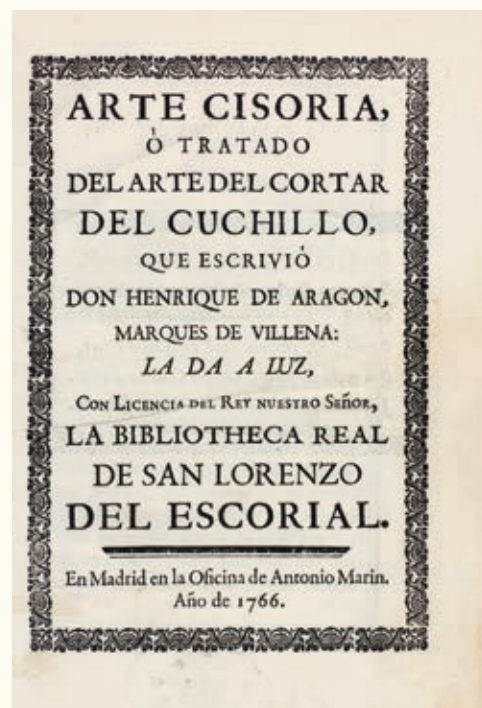 ARTE CISORIA,
Ò TRATADO
DEL ARTE DEL CORTAR
DEL CUCHILLO,
QUE ESCRIVIÒ
DON HENRIQUE DE ARAGON,
MARQUES DE VILLENA:
LA DA A LUZ,
CON LICENCIA DEL REY NUESTRO SEÑOR,
LA BIBLIOTHECA REAL
DE SAN LORENZO
DEL ESCORIAL.
En Madrid en la Oficina de Antonio Marin.
Año de 1766.